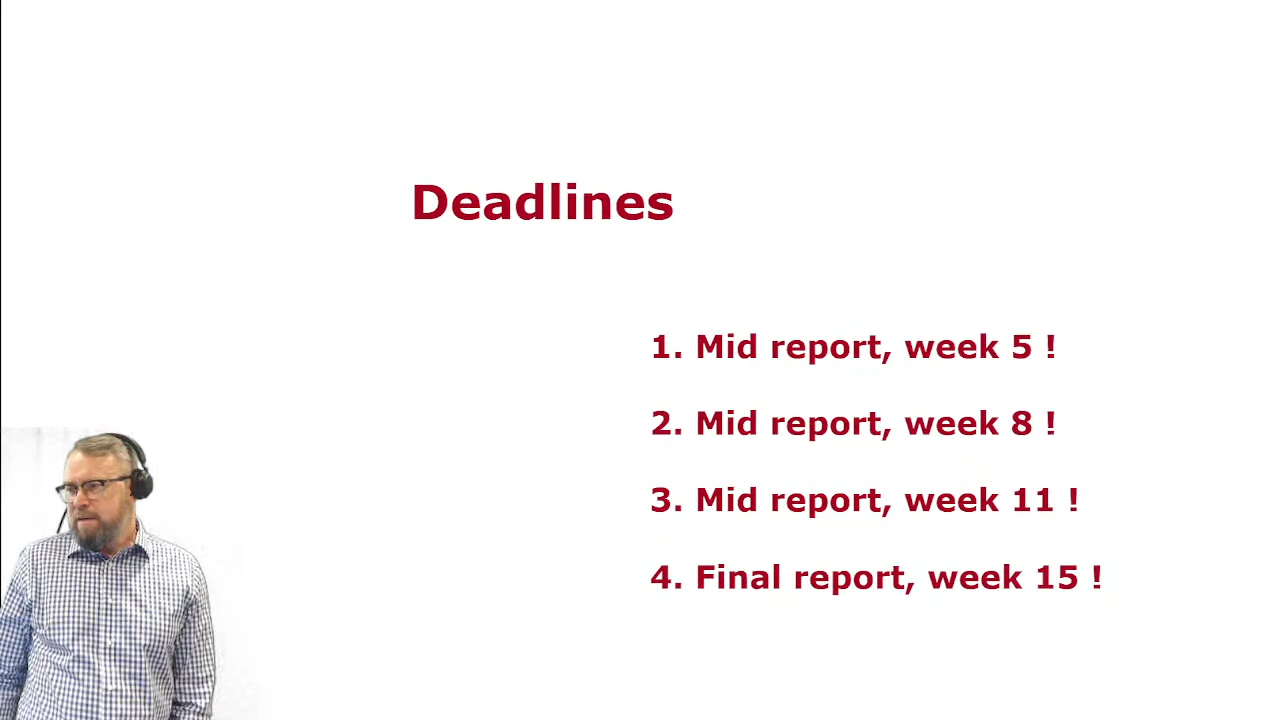 Deadlines
1. Mid report, week 5 !
2. Mid report, week 8 !
3. Mid report, week 11 !
4. Final report, week 15 !